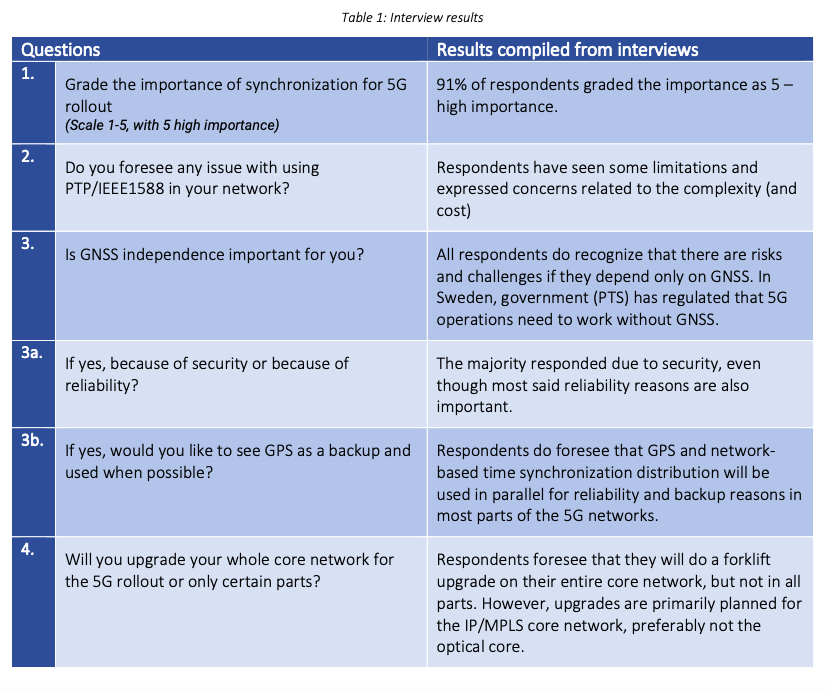 Table 1: Interview results
Questions
Results compiled from interviews
1.
Grade the importance of synchronization for 5G
rollout
(Scale 1-5, with 5 high importance)
91% of respondents graded the importance as 5 –
high importance.
2.
Do you foresee any issue with using
PTP/IEEE1588 in your network?
Respondents have seen some limitations and
expressed concerns related to the complexity (and
cost)
3.
Is GNSS independence important for you?
All respondents do recognize that there are risks
and challenges if they depend only on GNSS. In
Sweden, government (PTS) has regulated that 5G
operations need to work without GNSS.
3a.
If yes, because of security or because of
reliability?
The majority responded due to security, even
though most said reliability reasons are also
important.
3b.
If yes, would you like to see GPS as a backup and
used when possible?
Respondents do foresee that GPS and network-
based time synchronization distribution will be
used in parallel for reliability and backup reasons in
most parts of the 5G networks.
4.
Will you upgrade your whole core network for
the 5G rollout or only certain parts?
Respondents foresee that they will do a forklift
upgrade on their entire core network, but not in all
parts. However, upgrades are primarily planned for
the IP/MPLS core network, preferably not the
optical core.